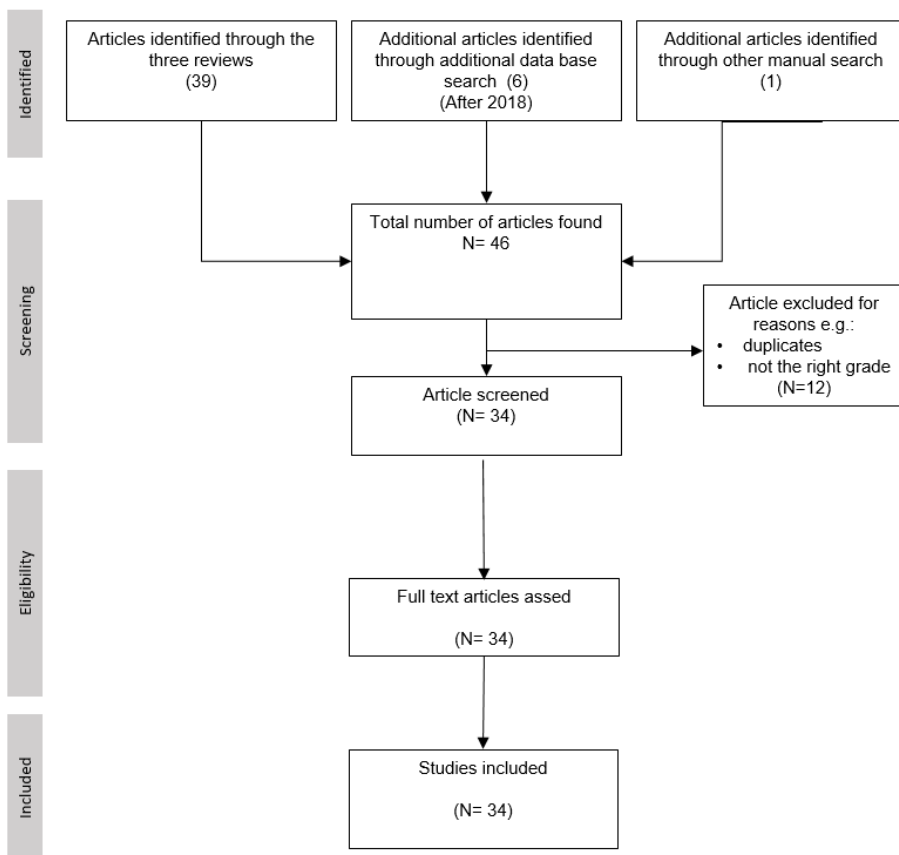 Identified
Articles identified through the
three reviews
(39)
Additional articles identified
through additional data base
search (6)
(After 2018)
Additional articles identified
through other manual search
(1)
Screening
Total number of articles found
N= 46
Article excluded for
reasons e.g.:
• duplicates
• not the right grade
(N=12)
Article screened
(N= 34)
Eligibility
Full text articles assed
(N= 34)
Included
Studies included
(N= 34)